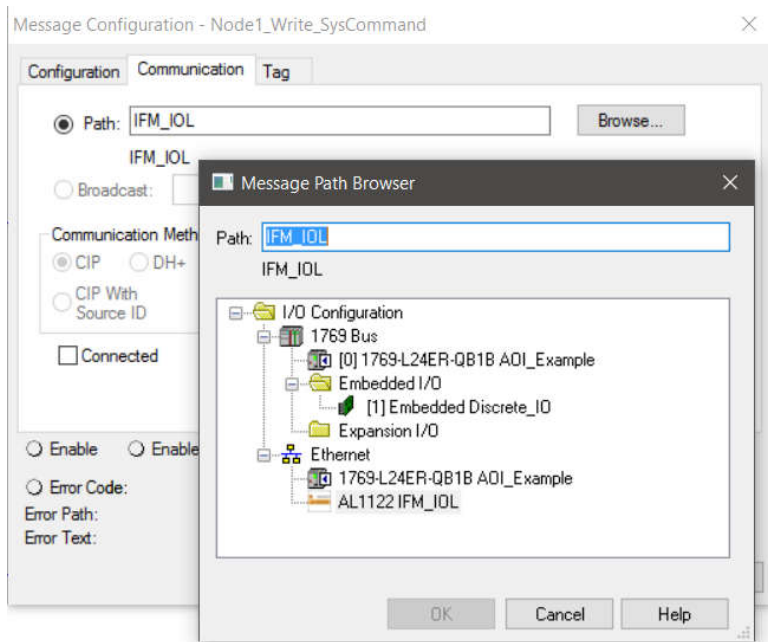 Message Configuration - Node1_Write_SysCommand
Configuration Communication Tag
Path: IFM_IOL Browse...
IFM_IOL
Broadcast:
Communication Meth
CIP DH+
CIP With
Source ID
Connected
Enable Enable
Error Code:
Error Path:
Error Text:
Message Path Browser
Path: IFM_IOL
IFM_IOL
I/O Configuration
1769 Bus
[0] 1769-L24ER-QB1B AOI_Example
Embedded I/O
[1] Embedded Discrete_IO
Expansion I/O
Ethernet
1769-L24ER-QB1B AOI_Example
AL1122 IFM_IOL
OK Cancel Help